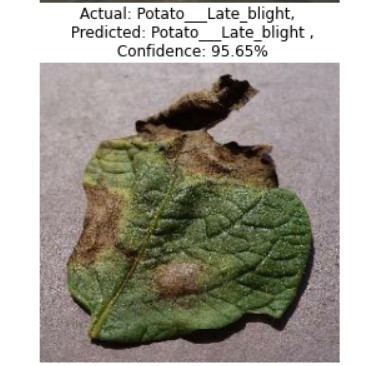 Actual: Potato___Late_blight,
Predicted: Potato___Late_blight ,
Confidence: 95.65%